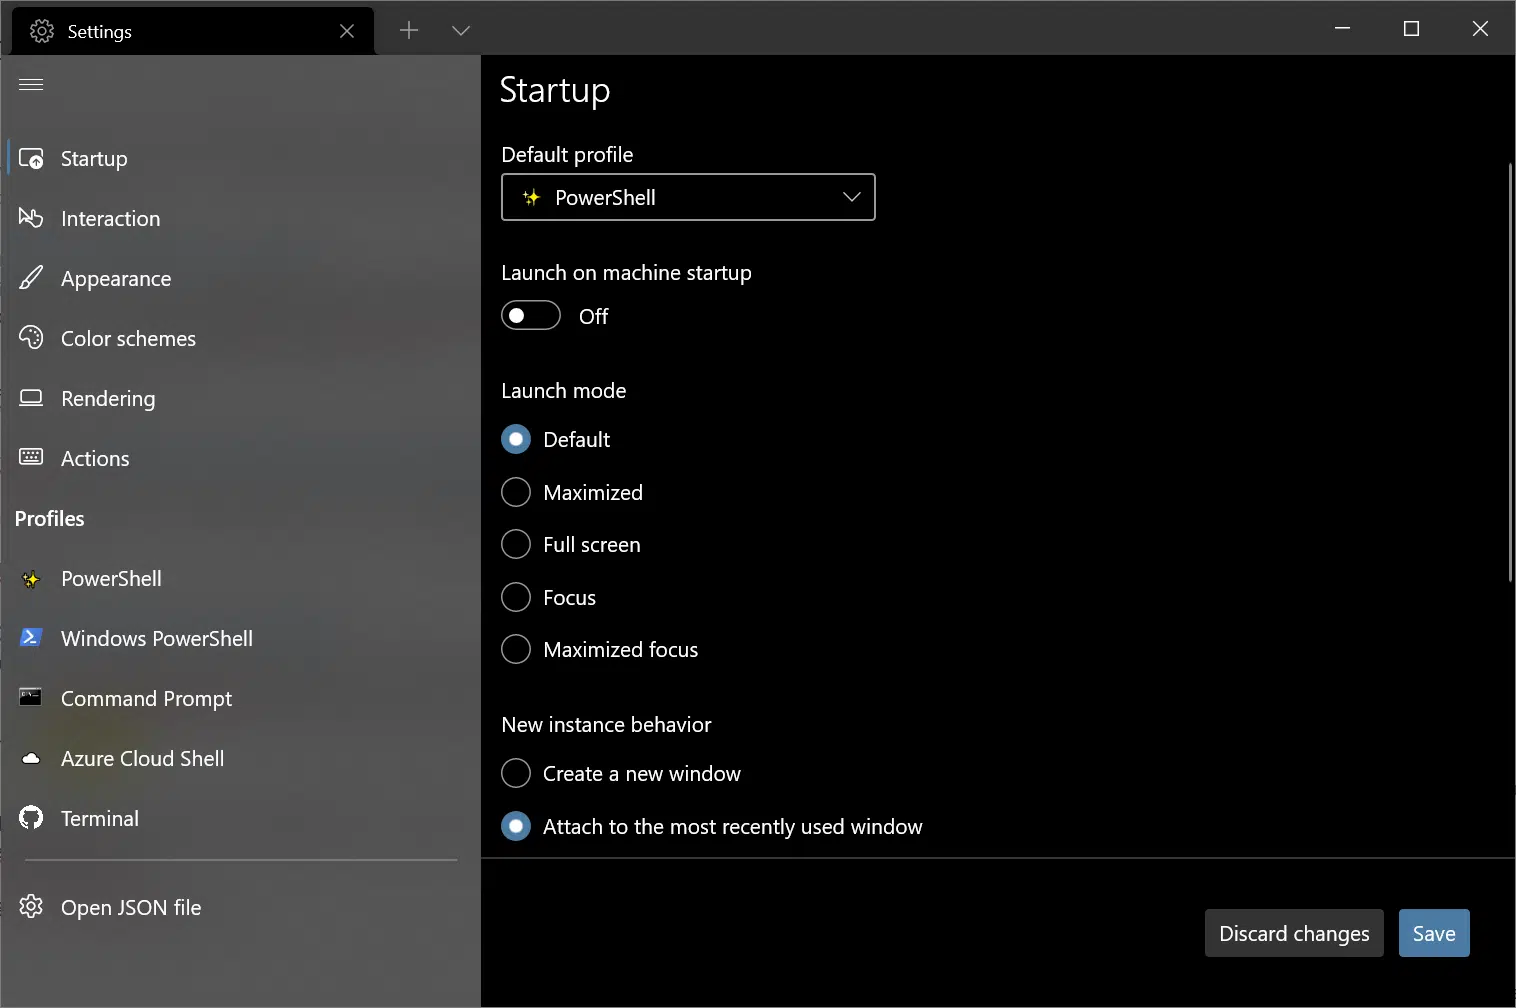 Settings
Startup
Interaction
Appearance
Color schemes
Rendering
Actions
Profiles
PowerShell
Windows PowerShell
Command Prompt
Azure Cloud Shell
Terminal
Open JSON file
Startup
Default profile
PowerShell
Launch on machine startup
Off
Launch mode
Default
Maximized
Full screen
Focus
Maximized focus
New instance behavior
Create a new window
Attach to the most recently used window
Discard changes
Save